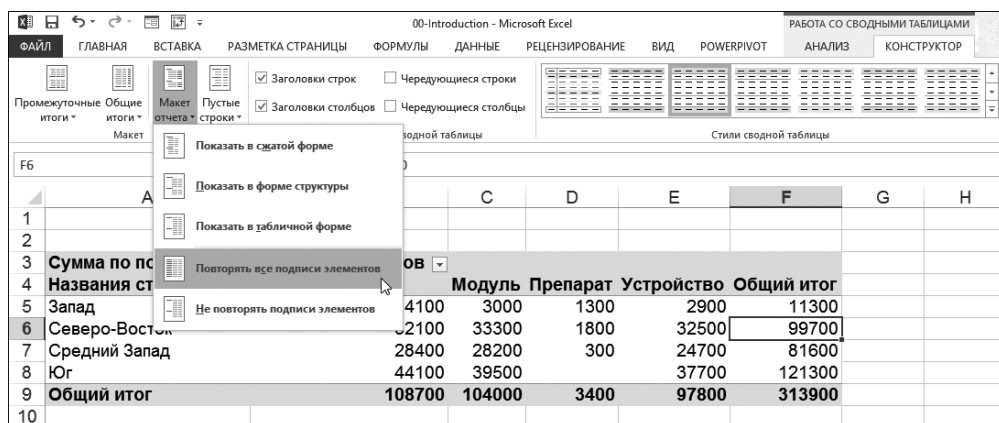 00-Introduction - Microsoft Excel
РАБОТА СО СВОДНЫМИ ТАБЛИЦАМИ
ФАЙЛ ГЛАВНАЯ ВСТАВКА РАЗМЕТКА СТРАНИЦЫ ФОРМУЛЫ ДАННЫЕ РЕЦЕНЗИРОВАНИЕ ВИД POWERPIVOT АНАЛИЗ КОНСТРУКТОР
Промежуточные итоги
Общие итоги
Макет отчета
Пустые строки
Заголовки строк
Чередующиеся строки
Заголовки столбцов
Чередующиеся столбцы
Макет
водной таблицы
Стили сводной таблицы
Показать в сжатой форме
Показать в форме структуры
Показать в табличной форме
Повторять все подписи элементов
Не повторять подписи элементов
F6
A C D E F G H
1
2
3 Сумма по по ов
4 Названия ст Модуль Препарат Устройство Общий итог
5 Запад 4100 3000 1300 2900 11300
6 Северо-Восток 32100 33300 1800 32500 99700
7 Средний Запад 28400 28200 300 24700 81600
8 Юг 44100 39500 37700 121300
9 Общий итог 108700 104000 3400 97800 313900
10